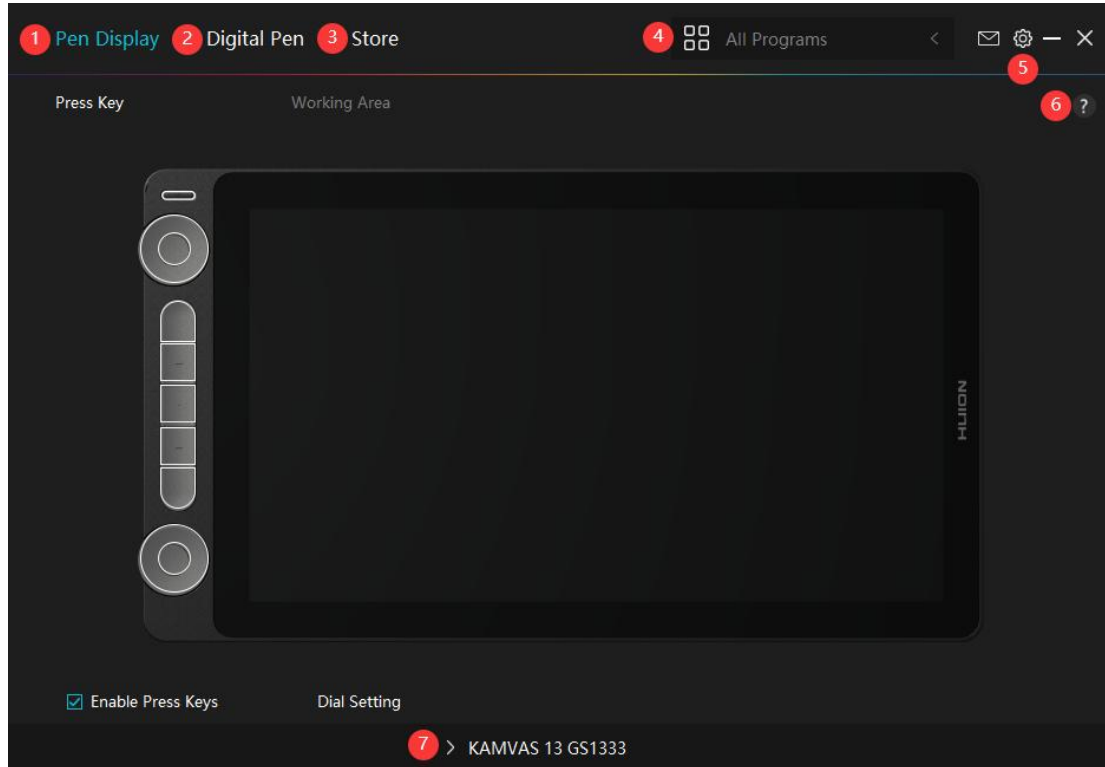 1 Pen Display 2 Digital Pen 3 Store 4 All Programs
5
Press Key Working Area 6 ?
HUION
Enable Press Keys Dial Setting
7 > KAMVAS 13 GS1333